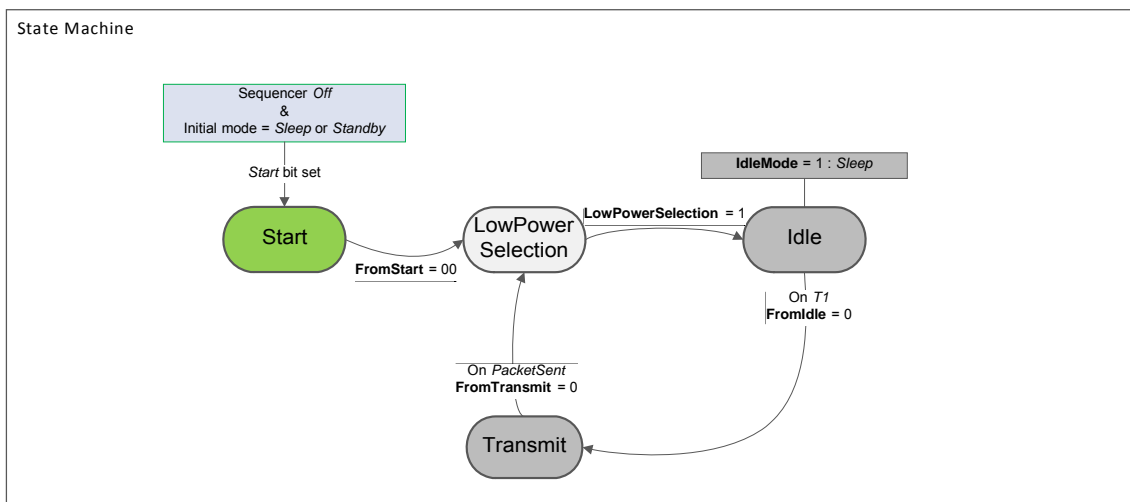 State Machine
Sequencer Off
&
Initial mode = Sleep or Standby
Start bit set
IdleMode = 1 : Sleep
Start
LowPower
Selection
LowPowerSelection = 1
Idle
FromStart = 00
On T1
FromIdle = 0
On PacketSent
FromTransmit = 0
Transmit